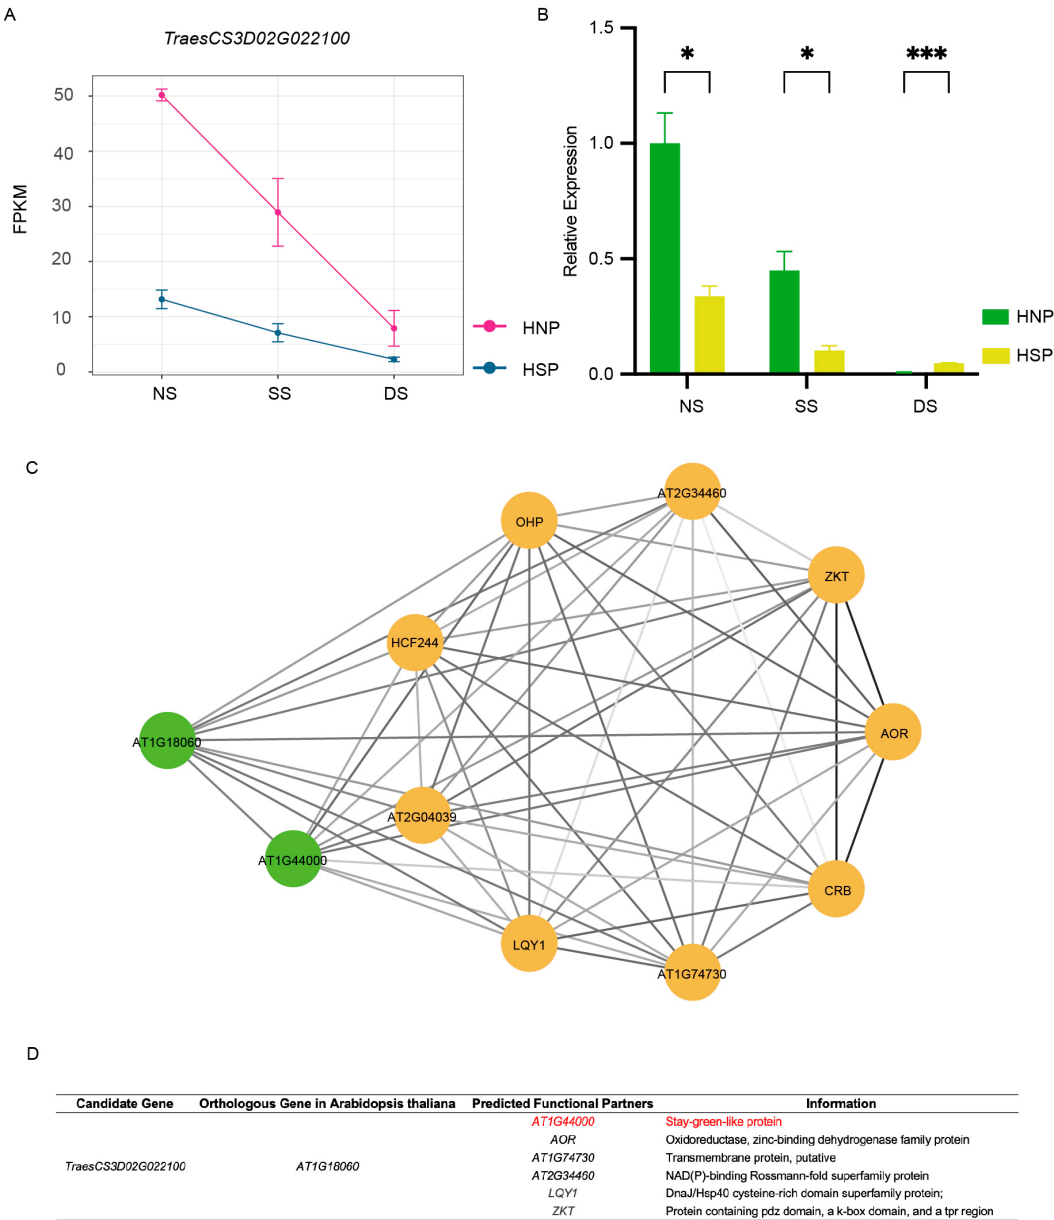 A
TraesCS3D02G022100
FPKM
50
40
30
20
10
0
NS SS DS
HNP
HSP
B
Relative Expression
1.5
1.0
0.5
0.0
* * ***
NS SS DS
HNP
HSP
C
AT2G34460
OHP
ZKT
HCF244
AOR
AT1G18060
AT2G04039
AT1G44000
CRB
LQY1
AT1G74730
D
Candidate Gene Orthologous Gene in Arabidopsis thaliana Predicted Functional Partners Information
AT1G44000 Stay-green-like protein
AOR Oxidoreductase, zinc-binding dehydrogenase family protein
TraesCS3D02G022100 AT1G18060 AT1G74730 Transmembrane protein, putative
AT2G34460 NAD(P)-binding Rossmann-fold superfamily protein
LQY1 DnaJ/Hsp40 cysteine-rich domain superfamily protein;
ZKT Protein containing pdz domain, a k-box domain, and a tpr region